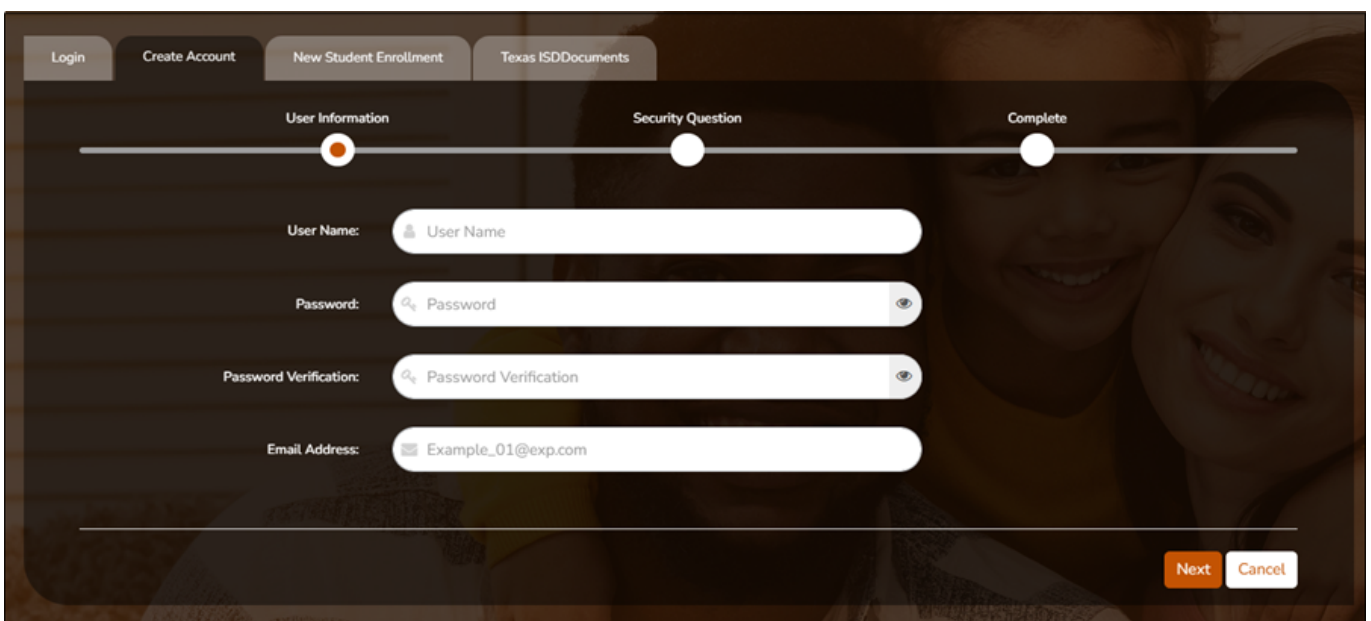 Login
Create Account
New Student Enrollment
Texas ISDDocuments
User Information
Security Question
Complete
User Name:
User Name
Password:
Password
Password Verification:
Password Verification
Email Address:
Example_01@exp.com
Next
Cancel